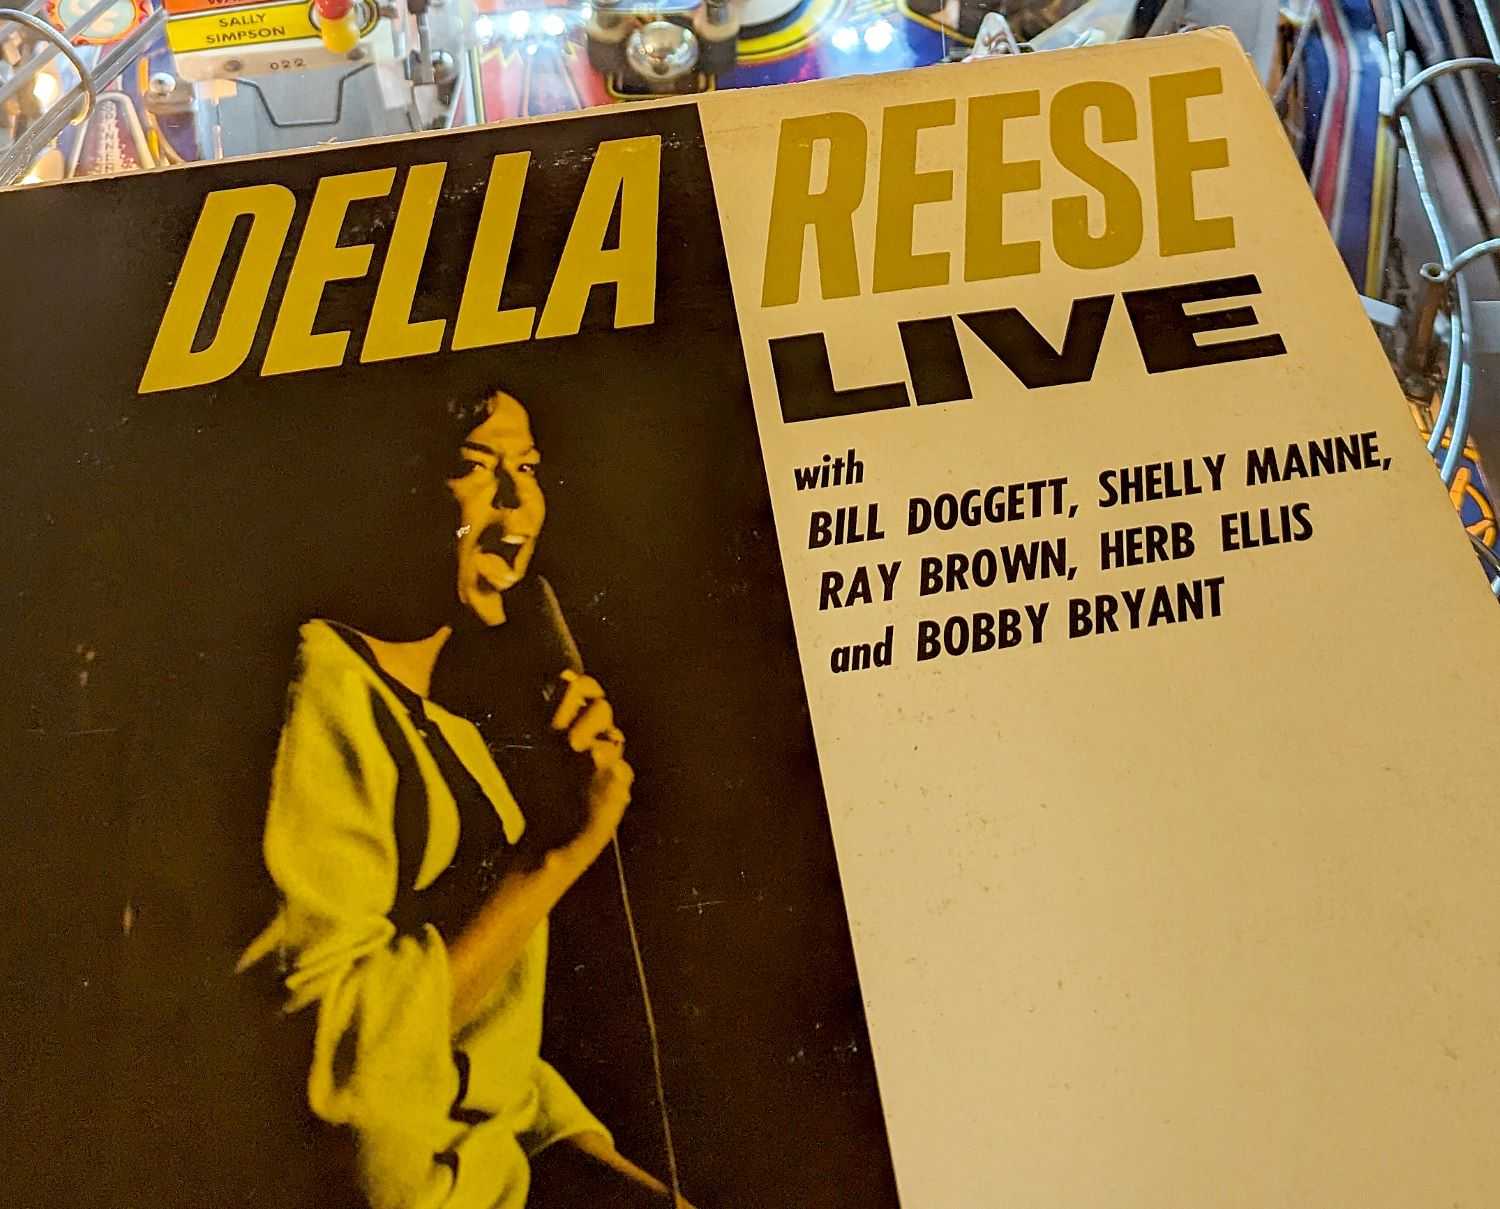 SALLY
SIMPSON
022
DELLA REESE
LIVE
with
BILL DOGGETT, SHELLY MANNE,
RAY BROWN, HERB ELLIS
and BOBBY BRYANT